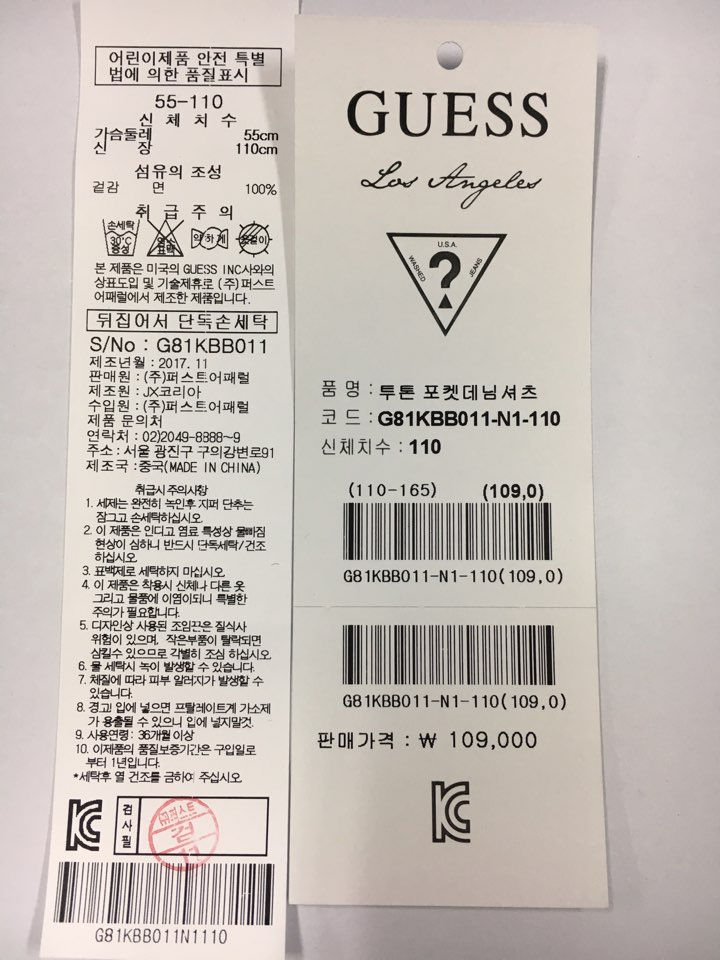 어린이제품 안전 특별
법에 의한 품질표시
55-110
신 체 치 수
가슴둘레 55cm
신 장 110cm
섬유의 조성
겉감 면 100%
취 급 주 의
손세탁
30°C
중성
염소
표백
약하게
옷걸이
본 제품은 미국의 GUESS INC사와의
상표도입 및 기술제휴로 (주)퍼스트
어패럴에서 제조한 제품입니다.
뒤집어서 단독손세탁
S/No : G81KBB011
제조년월 : 2017. 11
판매원 : (주)퍼스트어패럴
제조원 : JX코리아
수입원 : (주)퍼스트어패럴
제품 문의처
연락처 : 02)2049-8888~9
주소 : 서울 광진구 구의강변로91
제조국 :중국(MADE IN CHINA)
취급시 주의사항
1. 세제는 완전히 녹인후 지퍼 단추는
잠그고 손세탁하십시오.
2. 이 제품은 인디고 염료 특성상 물빠짐
현상이 심하니 반드시 단독세탁/건조
하십시오.
3. 표백제로 세탁하지 마십시오.
4. 이 제품은 착용시 신체나 다른 옷
그리고 물품에 이염이되니 특별한
주의가 필요합니다.
5. 디자인상 사용된 조임끈은 질식사
위험이 있으며, 작은부품이 탈락되면
삼킬수 있으므로 각별히 조심 하십시오.
6. 물 세탁시 녹이 발생할 수 있습니다.
7. 체질에 따라 피부 알러지가 발생할 수
있습니다.
8. 경고! 입에 넣으면 프탈레이트계 가소제
가 용출될 수 있으니 입에 넣지말것.
9. 사용연령: 36개월 이상
10. 이제품의 품질보증기간은 구입일로
부터 1년입니다.
*세탁후 열 건조를 금하여 주십시오.
검사필
검
G81KBB011N1110
GUESS
Los Angeles
U.S.A.
WASHED
JEANS
?
품 명 : 투톤 포켓데님셔츠
코 드 : G81KBB011-N1-110
신체치수 : 110
(110-165) (109,0)
G81KBB011-N1-110(109,0)
G81KBB011-N1-110(109,0)
판매가격 : ₩ 109,000